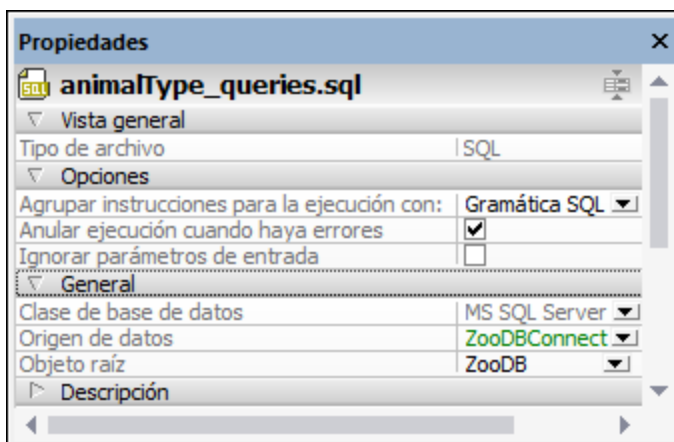 Propiedades
animalType_queries.sql
Vista general
Tipo de archivo SQL
Opciones
Agrupar instrucciones para la ejecución con: Gramática SQL
Anular ejecución cuando haya errores
Ignorar parámetros de entrada
General
Clase de base de datos MS SQL Server
Origen de datos ZooDBConnect
Objeto raíz ZooDB
Descripción